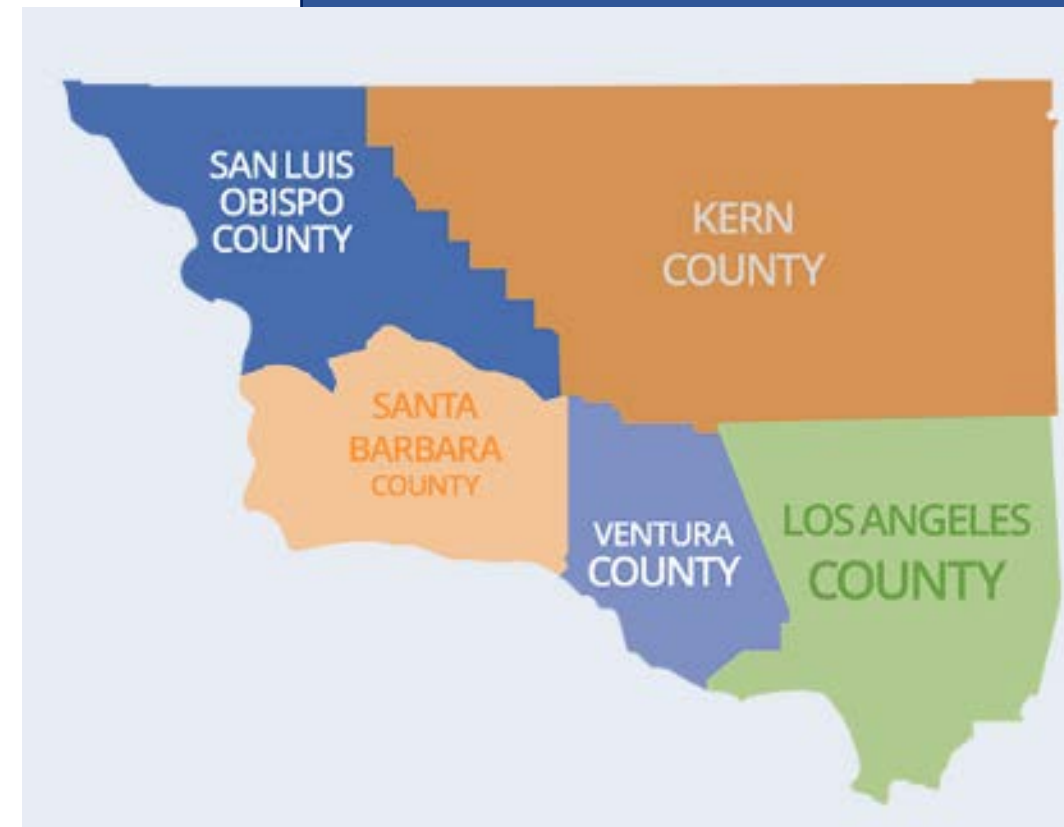 SAN LUIS
OBISPO
COUNTY
KERN
COUNTY
SANTA
BARBARA
COUNTY
VENTURA
COUNTY
LOS ANGELES
COUNTY